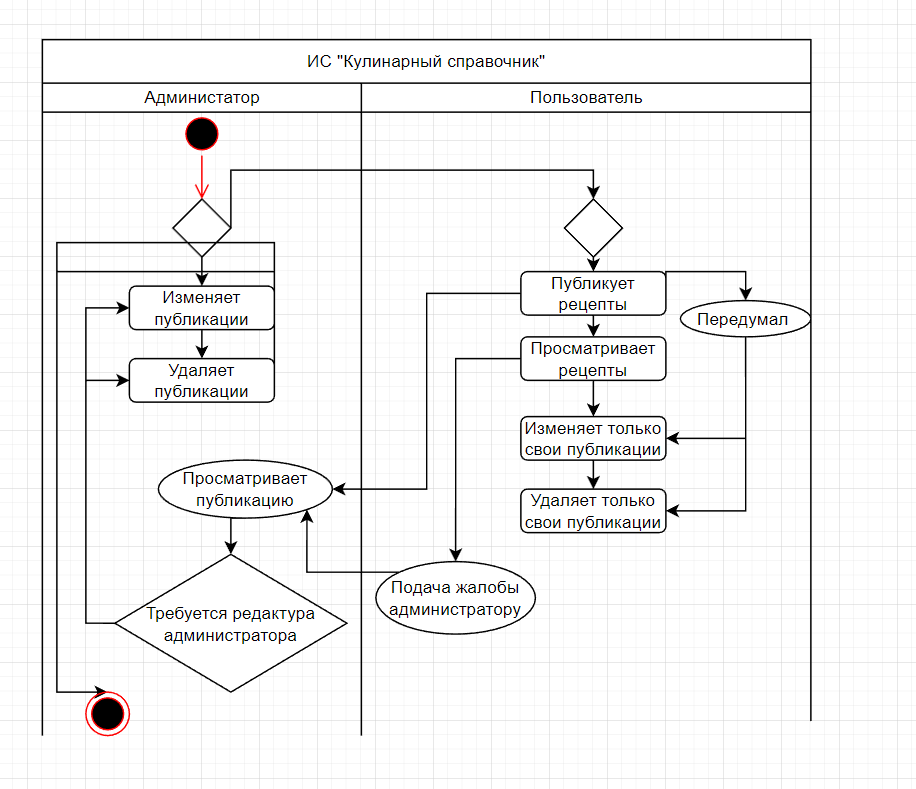 ИС "Кулинарный справочник"
Администатор
Пользователь
Изменяет
публикации
Удаляет
публикации
Просматривает
публикацию
Требуется редактура
администратора
Публикует
рецепты
Передумал
Просматривает
рецепты
Изменяет только
свои публикации
Удаляет только
свои публикации
Подача жалобы
администратору